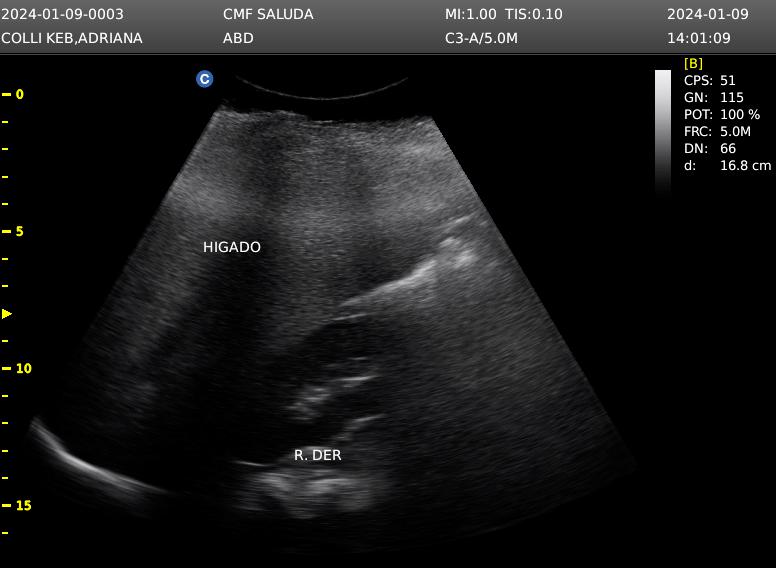 2024-01-09-0003 CMF SALUDA MI:1.00 TIS:0.10 2024-01-09
COLLI KEB,ADRIANA ABD C3-A/5.0M 14:01:09
C
[B]
CPS: 51
GN: 115
POT: 100 %
FRC: 5.0M
DN: 66
d: 16.8 cm
0
5
HIGADO
10
R. DER
15